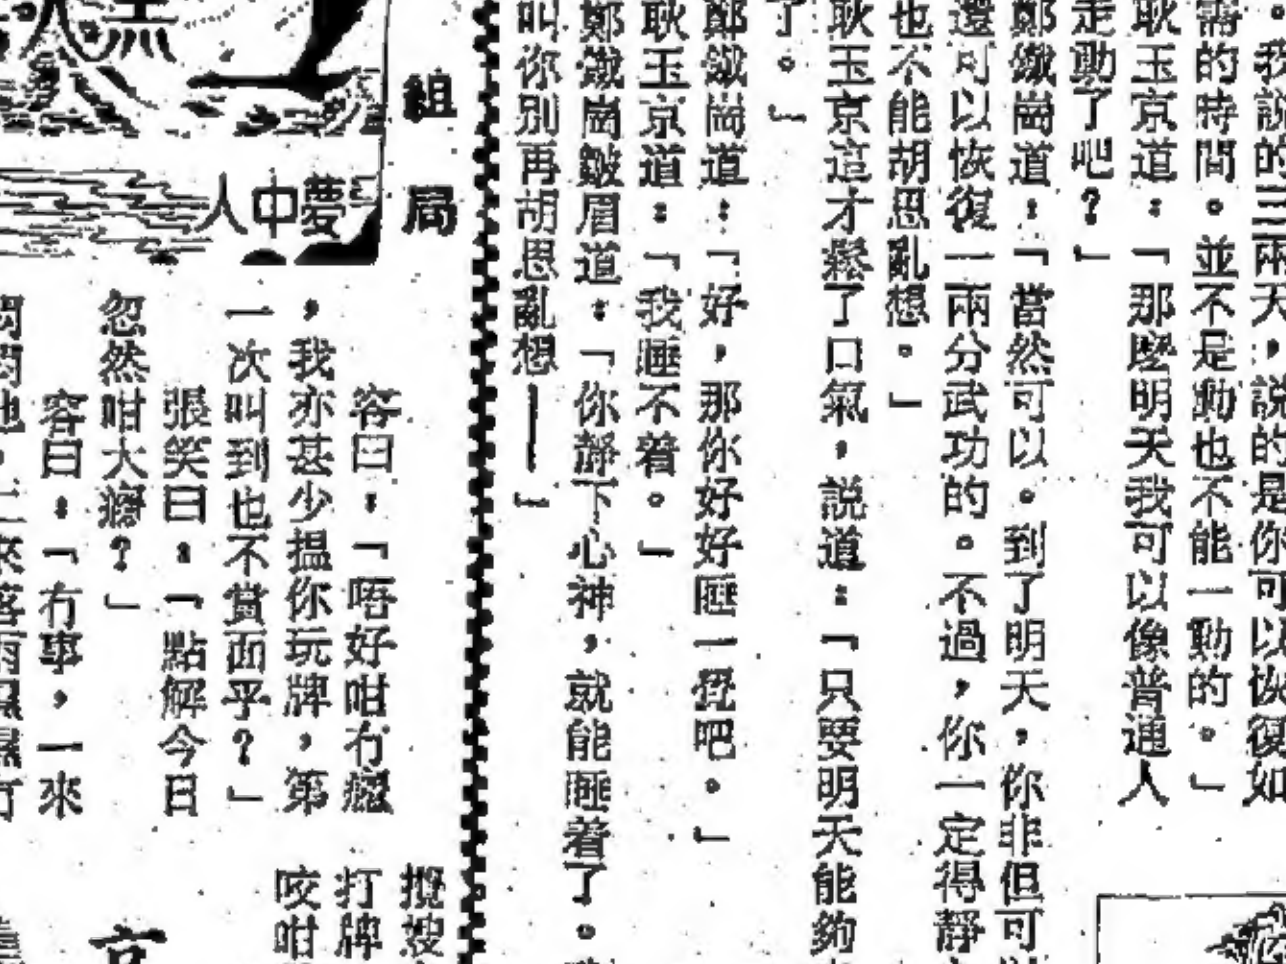 。我說的三兩天，說的是你可以恢復如
需的時間。並不是動也不能一動的。」
耿玉京道：「那麼明天我可以像普通人
走動了吧？」
鄭鐵崗道：「當然可以。到了明天，你非但可以
還可以恢復一兩分武功的。不過，你一定得靜
也不能胡思亂想。」
耿玉京這才鬆了口氣，說道：「只要明天能夠
了。」
鄭鐵崗道：「好，那你好好睡一覺吧。」
耿玉京道：「我睡不着。」
鄭鐵崗皺眉道：「你靜下心神，就能睡着了。
叫你別再胡思亂想——」
組局
夢中人
容曰：「唔好咁冇癮
，我亦甚少搵你玩牌，第
一次叫到也不賞面乎？」
張笑曰：「點解今日
忽然咁大癮？」
容曰：「冇事，一來
悶悶地，二來落雨濕濕冇
攪
打牌
咬咁